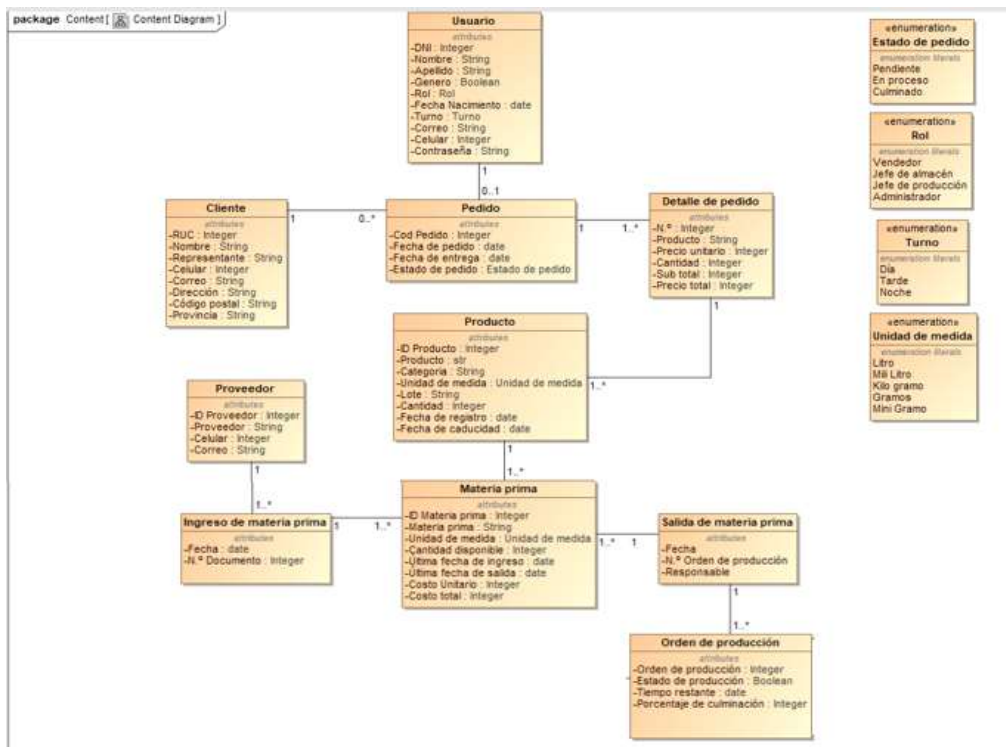 package Content [ Content Diagram ]
Usuario
attributes
-DNI : Integer
-Nombre : String
-Apellido : String
-Genero : Boolean
-Rol : Rol
-Fecha Nacimiento : date
-Turno : Turno
-Correo : String
-Celular : Integer
-Contraseña : String
1
0..1
Cliente
attributes
-RUC : Integer
-Nombre : String
-Representante : String
-Celular : Integer
-Correo : String
-Dirección : String
-Código postal : String
-Provincia : String
1
0..*
Pedido
attributes
-Cod Pedido : Integer
-Fecha de pedido : date
-Fecha de entrega : date
-Estado de pedido : Estado de pedido
1
1..*
Detalle de pedido
attributes
-N.º : Integer
-Producto : String
-Precio unitario : Integer
-Cantidad : Integer
-Sub total : Integer
-Precio total : Integer
1
1..*
Producto
attributes
-ID Producto : Integer
-Producto : str
-Categoria : String
-Unidad de medida : Unidad de medida
-Lote : String
-Cantidad : Integer
-Fecha de registro : date
-Fecha de caducidad : date
1
1..*
Proveedor
attributes
-ID Proveedor : Integer
-Proveedor : String
-Celular : Integer
-Correo : String
1
1..*
Ingreso de materia prima
attributes
-Fecha : date
-N.º Documento : Integer
1
1..*
Materia prima
attributes
-ID Materia prima : Integer
-Materia prima : String
-Unidad de medida : Unidad de medida
-Cantidad disponible : Integer
-Última fecha de ingreso : date
-Última fecha de salida : date
-Costo Unitario : Integer
-Costo total : Integer
1..*
1
Salida de materia prima
attributes
-Fecha
-N.º Orden de producción
-Responsable
1
1..*
Orden de producción
attributes
-Orden de producción : Integer
-Estado de producción : Boolean
-Tiempo restante : date
-Porcentaje de culminación : Integer
«enumeration»
Estado de pedido
enumeration literals
Pendiente
En proceso
Culminado
«enumeration»
Rol
enumeration literals
Vendedor
Jefe de almacén
Jefe de producción
Administrador
«enumeration»
Turno
enumeration literals
Día
Tarde
Noche
«enumeration»
Unidad de medida
enumeration literals
Litro
Mili Litro
Kilo gramo
Gramos
Mini Gramo